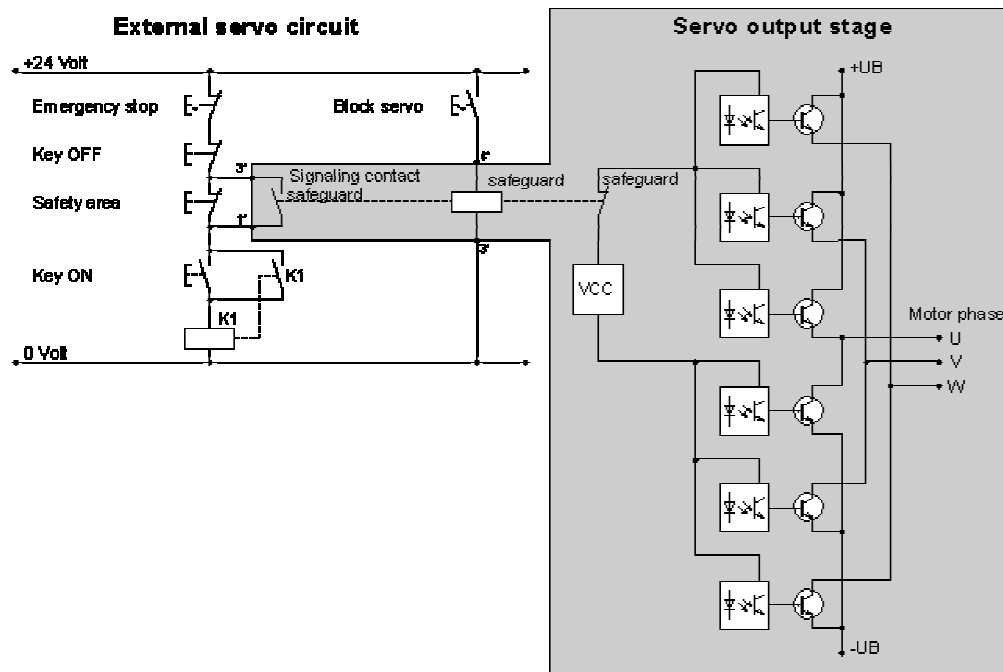 External servo circuit
Servo output stage
+24 Volt
+UB
Emergency stop
Block servo
Key OFF
3'
4'
Signaling contact
safeguard
safeguard
safeguard
Safety area
1'
3'
Key ON
K1
VCC
K1
0 Volt
Motor phase
U
V
W
-UB